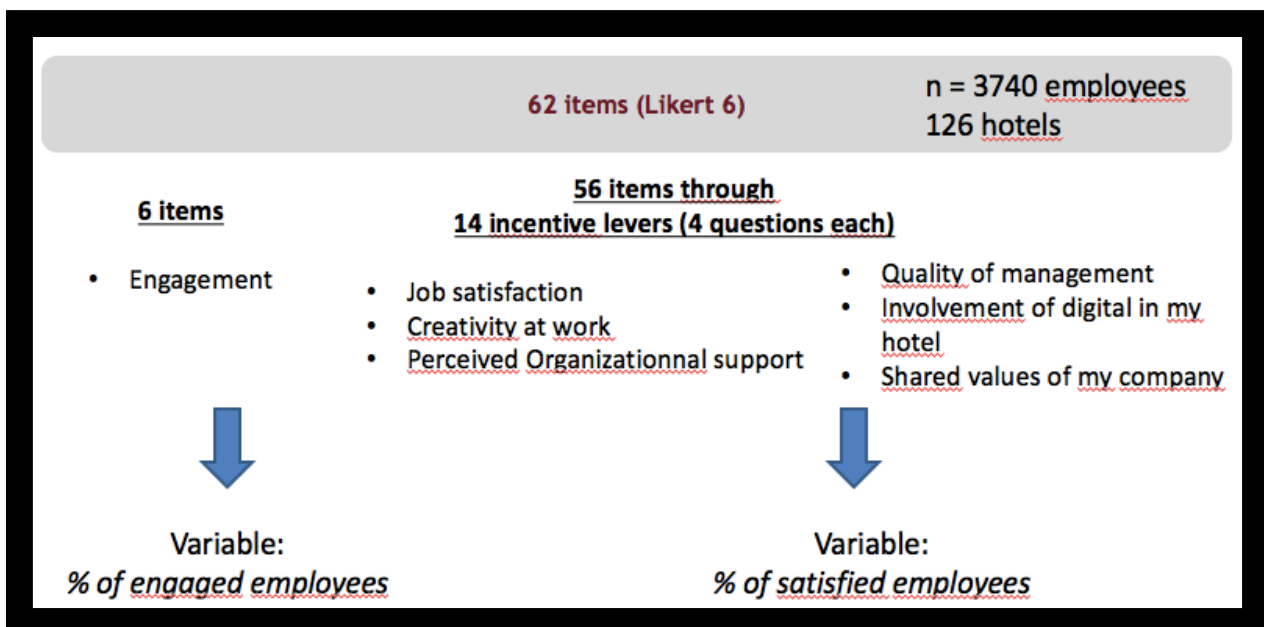 62 items (Likert 6)
n = 3740 employees
126 hotels
6 items
• Engagement
Variable:
% of engaged employees
56 items through
14 incentive levers (4 questions each)
• Job satisfaction
• Creativity at work
• Perceived Organizationnal support
• Quality of management
• Involvement of digital in my
hotel
• Shared values of my company
Variable:
% of satisfied employees